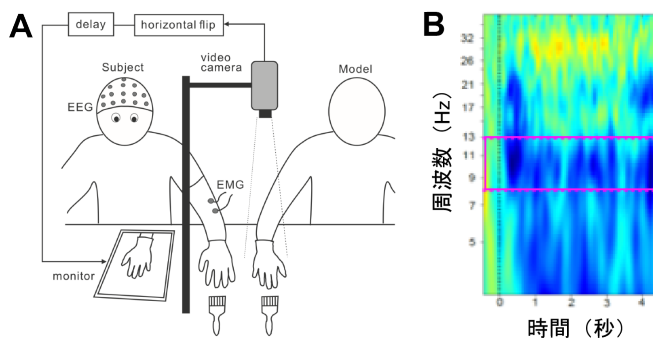 A
delay
horizontal flip
video
camera
Subject
Model
EEG
EMG
monitor
B
周波数（Hz）
32
26
21
17
13
11
9
7
5
0
1
2
3
4
時間（秒）